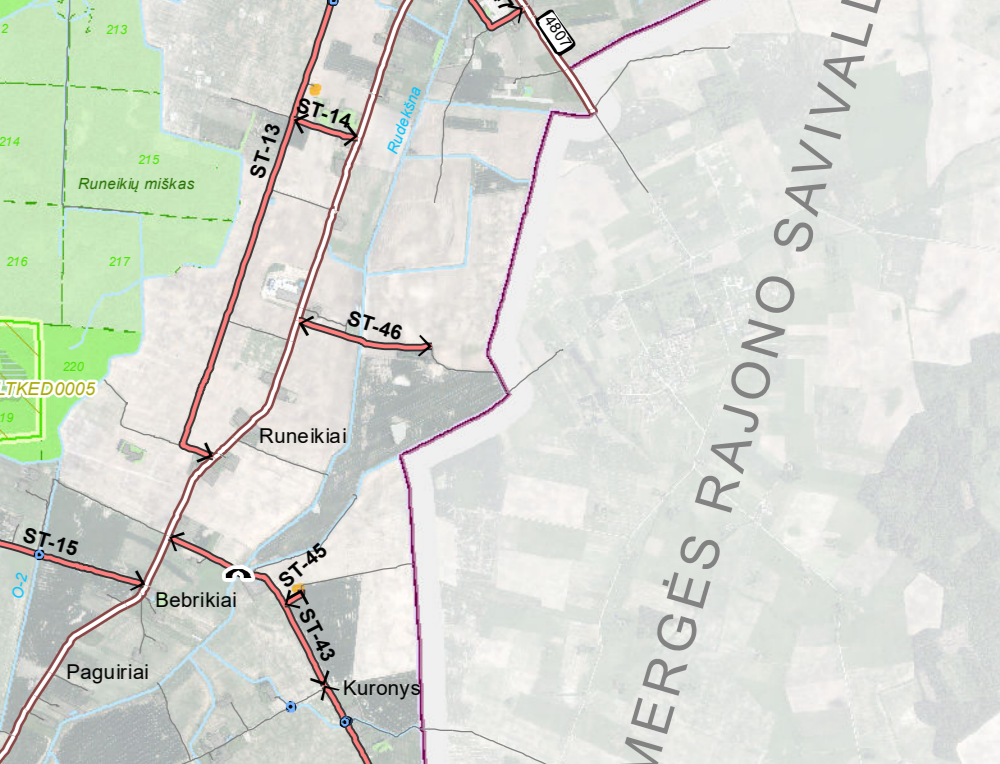 2
213
4807
ST-14
Rudekšna
ST-13
214
215
Runeikių miškas
216
217
ST-46
220
LTKED0005
19
Runeikiai
ST-15
O-2
ST-45
Bebrikiai
ST-43
Paguiriai
Kuronys
MERGĖS RAJONO SAVIVALD